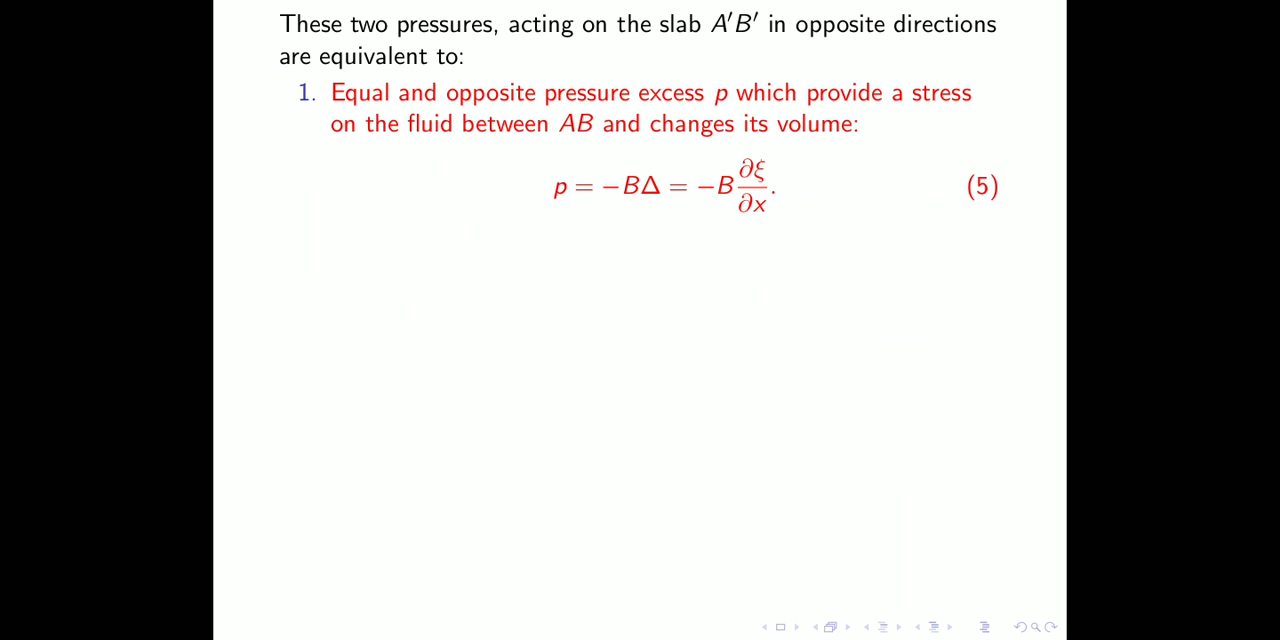 These two pressures, acting on the slab A′B′ in opposite directions
are equivalent to:
1. Equal and opposite pressure excess p which provide a stress
on the fluid between AB and changes its volume:
p = −BΔ = −B ∂ξ/∂x. (5)